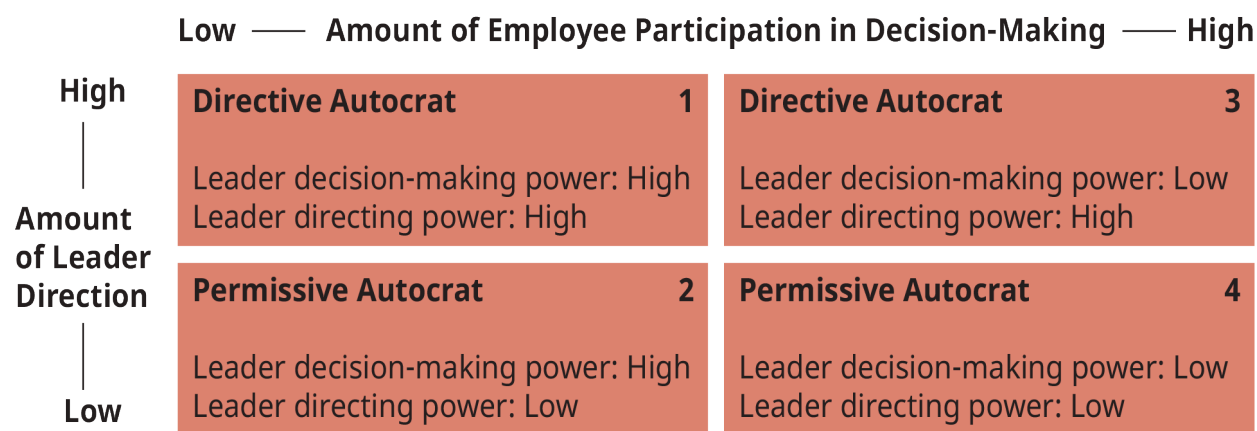 Low — Amount of Employee Participation in Decision-Making — High
High
Amount
of Leader
Direction
Low
Directive Autocrat 1
Leader decision-making power: High
Leader directing power: High
Directive Autocrat 3
Leader decision-making power: Low
Leader directing power: High
Permissive Autocrat 2
Leader decision-making power: High
Leader directing power: Low
Permissive Autocrat 4
Leader decision-making power: Low
Leader directing power: Low